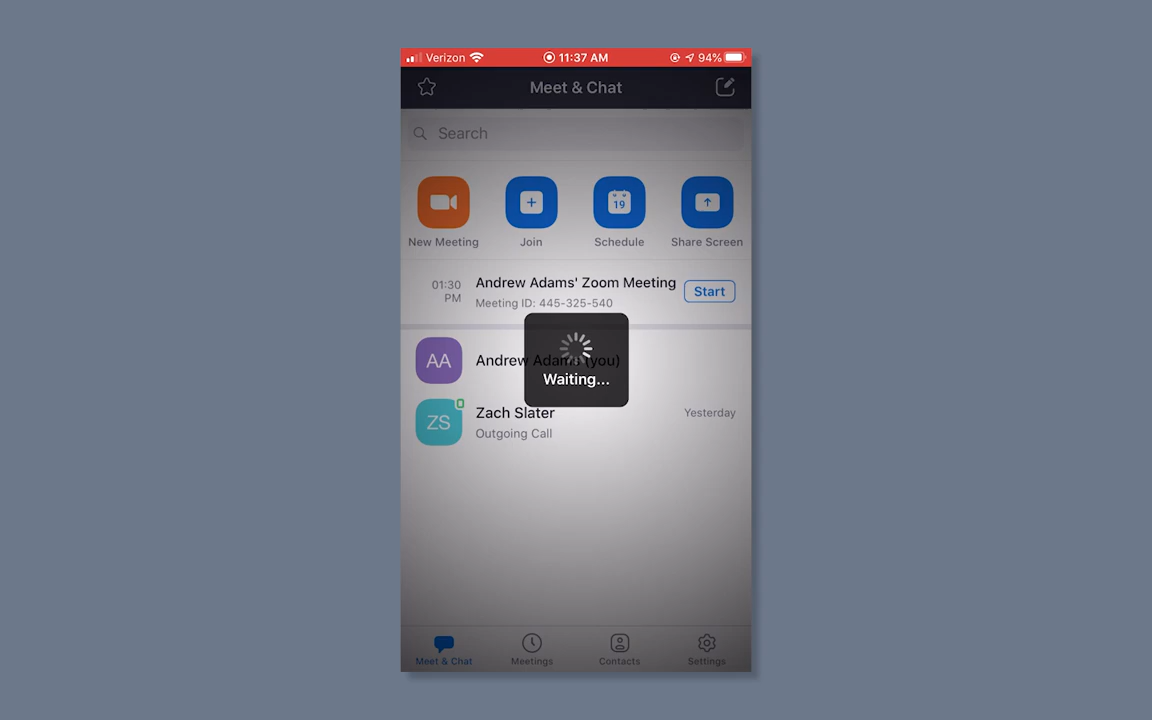 Verizon 11:37 AM 94%
Meet & Chat
Search
New Meeting Join 19 Schedule Share Screen
01:30 PM
Andrew Adams' Zoom Meeting
Meeting ID: 445-325-540
Start
AA Andrew Adams (you)
Waiting...
ZS Zach Slater Yesterday
Outgoing Call
Meet & Chat Meetings Contacts Settings